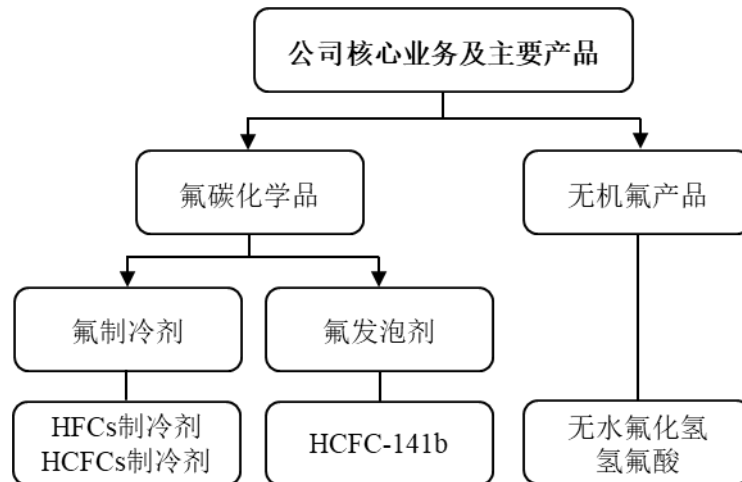 公司核心业务及主要产品
氟碳化学品
无机氟产品
氟制冷剂
氟发泡剂
HFCs制冷剂
HCFCs制冷剂
HCFC-141b
无水氟化氢
氢氟酸